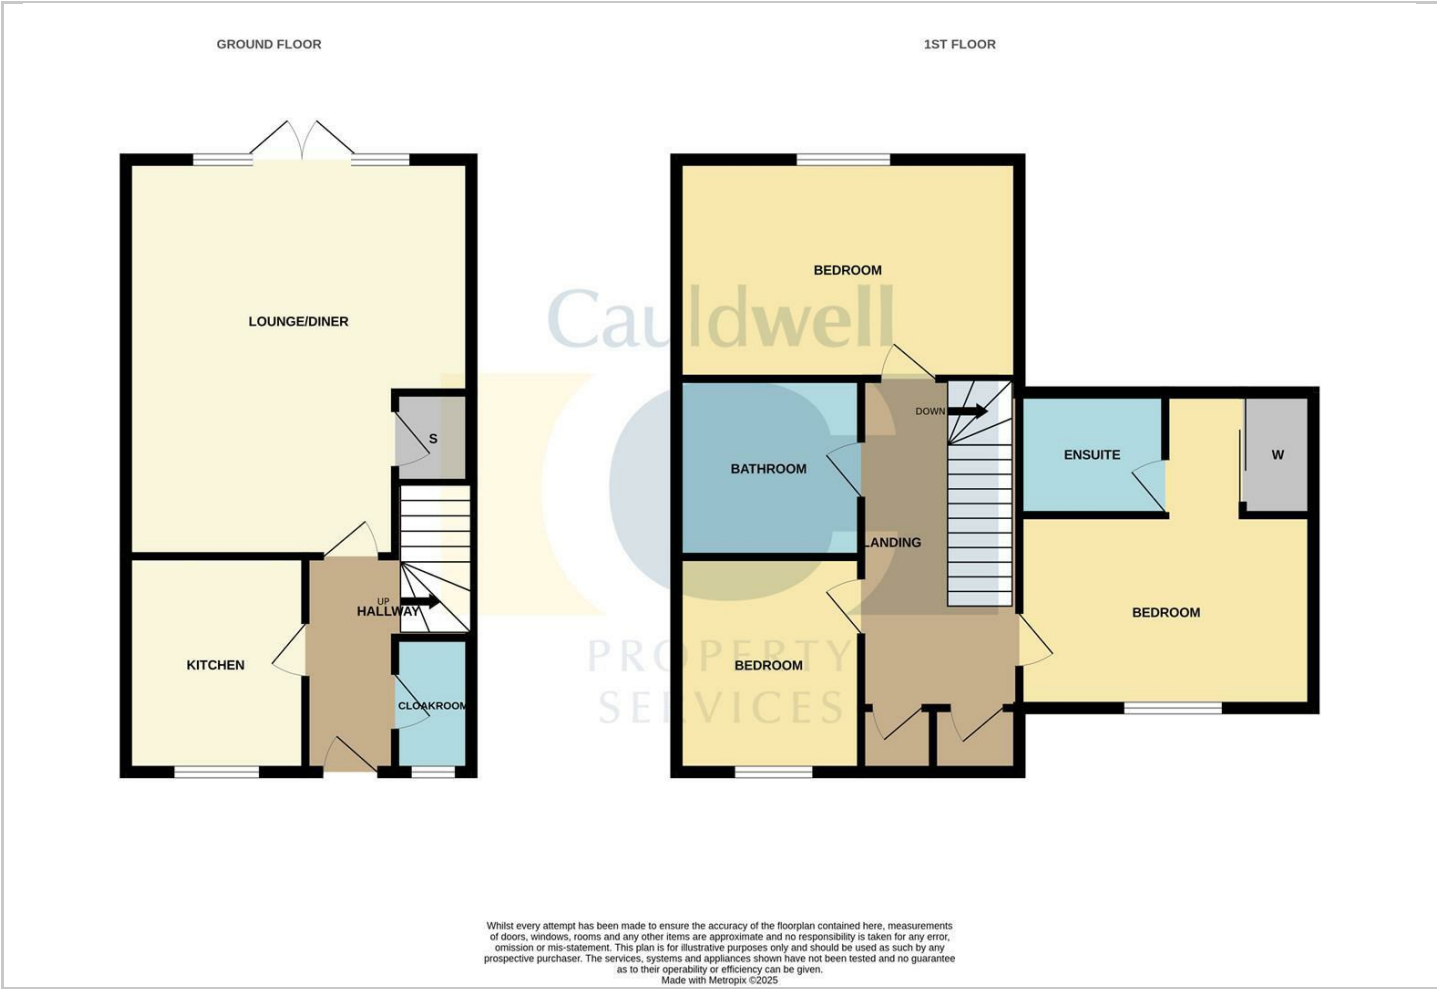 GROUND FLOOR
1ST FLOOR
LOUNGE/DINER
S
UP
HALLWAY
KITCHEN
CLOAKROOM
BEDROOM
DOWN
BATHROOM
LANDING
ENSUITE
W
BEDROOM
BEDROOM
Cauldwell
PROPERTY
SERVICES
Whilst every attempt has been made to ensure the accuracy of the floorplan contained here, measurements
of doors, windows, rooms and any other items are approximate and no responsibility is taken for any error,
omission or mis-statement. This plan is for illustrative purposes only and should be used as such by any
prospective purchaser. The services, systems and appliances shown have not been tested and no guarantee
as to their operability or efficiency can be given.
Made with Metropix ©2025